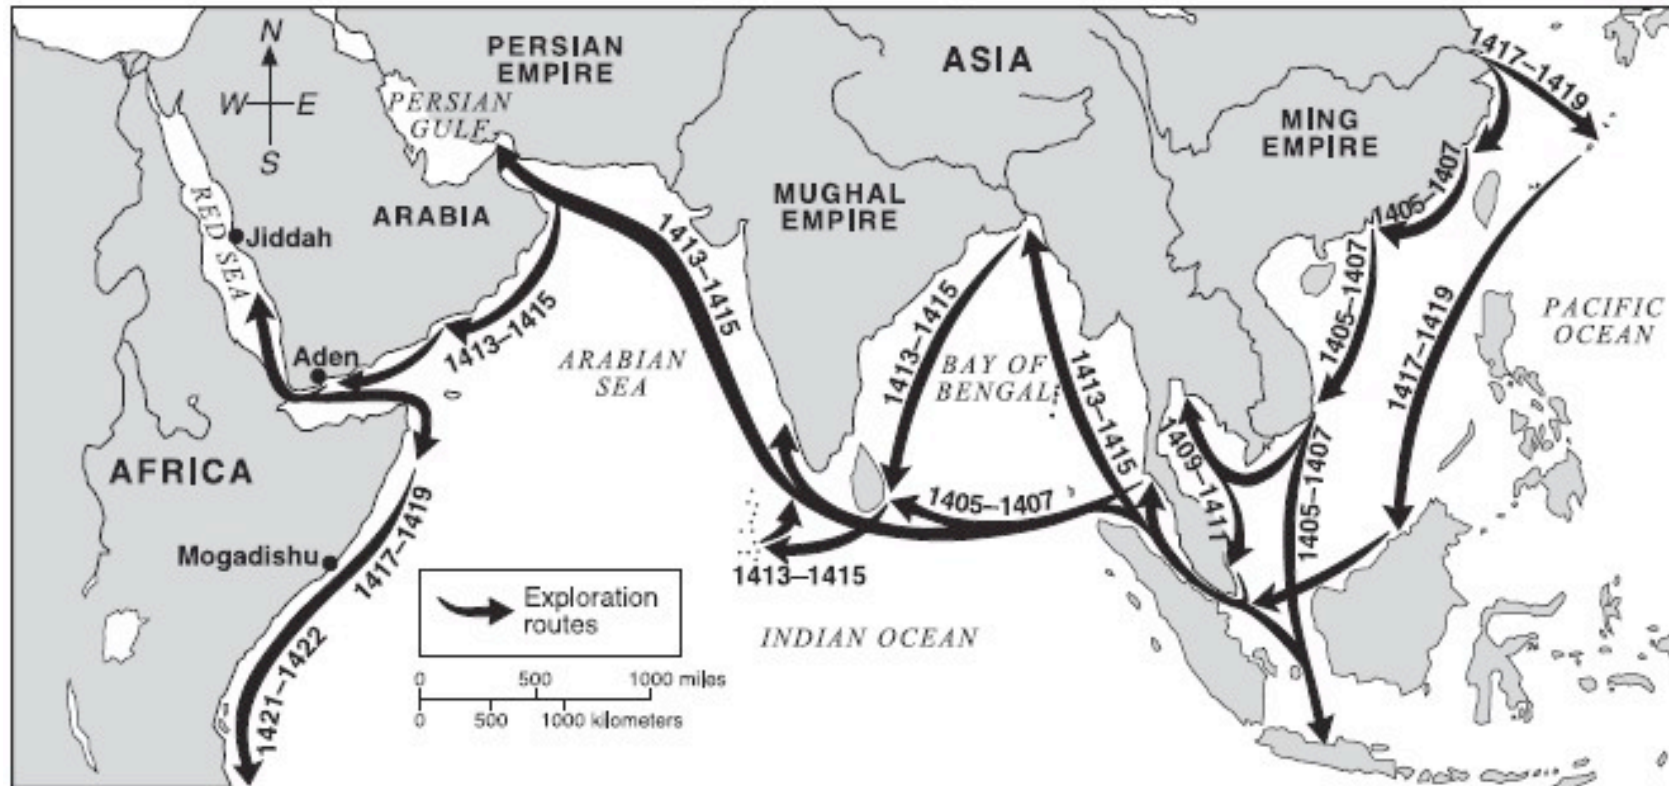 N
W
E
S
PERSIAN
EMPIRE
PERSIAN
GULF
ASIA
MING
EMPIRE
MUGHAL
EMPIRE
ARABIA
RED SEA
Jiddah
Aden
AFRICA
Mogadishu
ARABIAN
SEA
BAY OF
BENGAL
PACIFIC
OCEAN
INDIAN OCEAN
1417–1419
1405–1407
1405–1407
1417–1419
1405–1407
1409–1411
1413–1415
1413–1415
1405–1407
1413–1415
1413–1415
1413–1415
1417–1419
1421–1422
Exploration
routes
0 500 1000 miles
0 500 1000 kilometers